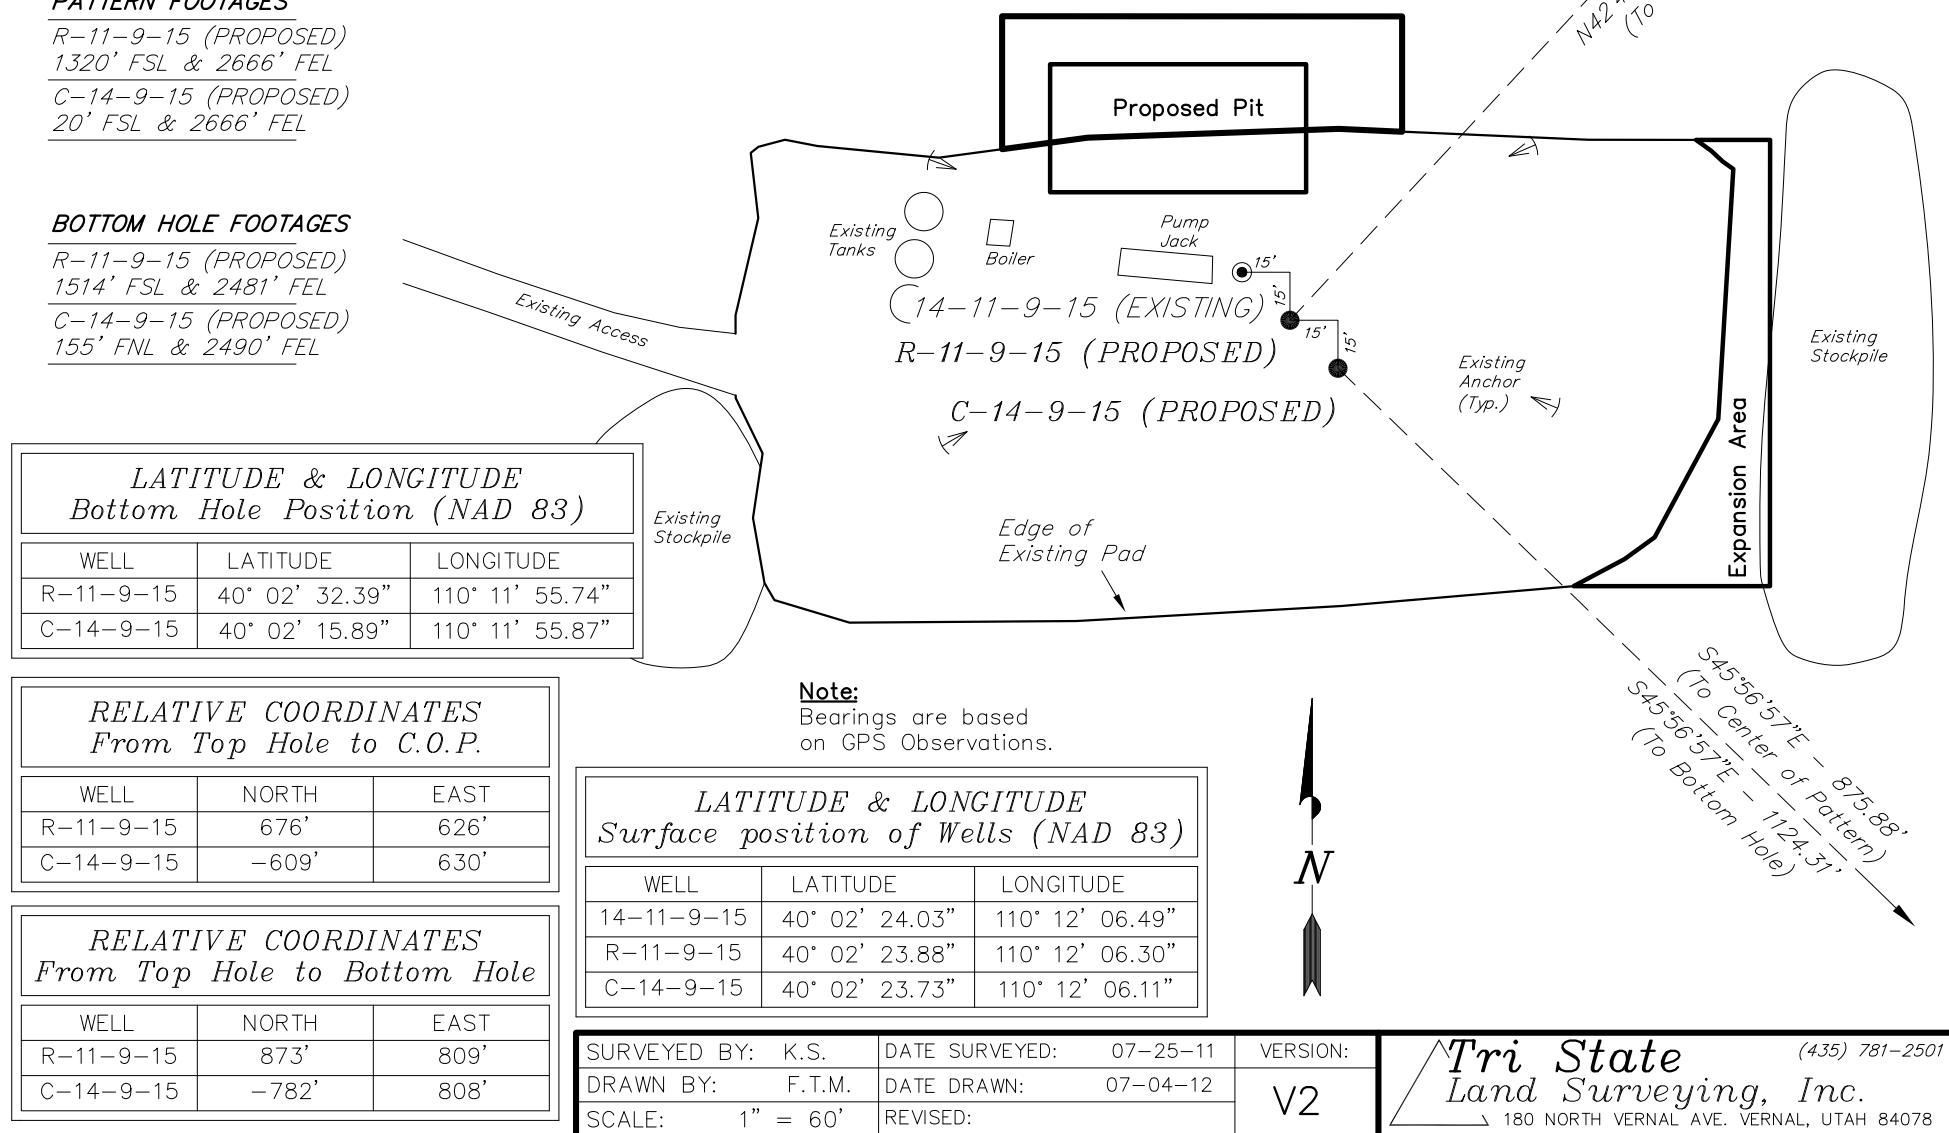 PATTERN FOOTAGES
R-11-9-15 (PROPOSED)
1320' FSL & 2666' FEL
C-14-9-15 (PROPOSED)
20' FSL & 2666' FEL
BOTTOM HOLE FOOTAGES
R-11-9-15 (PROPOSED)
1514' FSL & 2481' FEL
C-14-9-15 (PROPOSED)
155' FNL & 2490' FEL
N42°
(To
Proposed Pit
Existing
Tanks
Boiler
Pump
Jack
15'
15'
15'
15'
14-11-9-15 (EXISTING)
R-11-9-15 (PROPOSED)
C-14-9-15 (PROPOSED)
Existing Access
Existing
Anchor
(Typ.)
Existing
Stockpile
Expansion Area
Existing
Stockpile
Edge of
Existing Pad
S45°56'57"E - 875.88'
(To Center of Pattern)
S45°56'57"E - 1124.31'
(To Bottom Hole)
LATITUDE & LONGITUDE
Bottom Hole Position (NAD 83)
WELL LATITUDE LONGITUDE
R-11-9-15 40° 02' 32.39" 110° 11' 55.74"
C-14-9-15 40° 02' 15.89" 110° 11' 55.87"
RELATIVE COORDINATES
From Top Hole to C.O.P.
WELL NORTH EAST
R-11-9-15 676' 626'
C-14-9-15 -609' 630'
RELATIVE COORDINATES
From Top Hole to Bottom Hole
WELL NORTH EAST
R-11-9-15 873' 809'
C-14-9-15 -782' 808'
Note:
Bearings are based
on GPS Observations.
LATITUDE & LONGITUDE
Surface position of Wells (NAD 83)
WELL LATITUDE LONGITUDE
14-11-9-15 40° 02' 24.03" 110° 12' 06.49"
R-11-9-15 40° 02' 23.88" 110° 12' 06.30"
C-14-9-15 40° 02' 23.73" 110° 12' 06.11"
N
SURVEYED BY: K.S. DATE SURVEYED: 07-25-11 VERSION:
DRAWN BY: F.T.M. DATE DRAWN: 07-04-12 V2
SCALE: 1" = 60' REVISED:
Tri State (435) 781-2501
Land Surveying, Inc.
180 NORTH VERNAL AVE. VERNAL, UTAH 84078